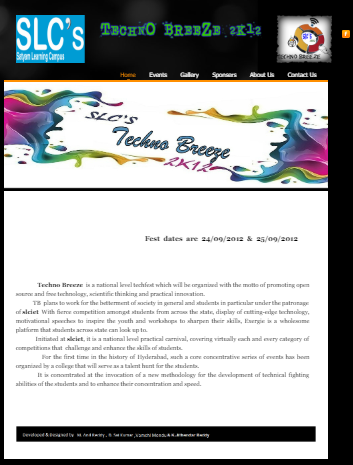 SLC's
Satyam Learning Campus
TECHNO BREEZE 2K12
TECHNO BREEZE
Home Events Gallery Sponsers About Us Contact Us
SLC'S
Techno Breeze
2K12
Fest dates are 24/09/2012 & 25/09/2012
Techno Breeze is a national level techfest which will be organized with the motto of promoting open
source and free technology, scientific thinking and practical innovation.
TB plans to work for the betterment of society in general and students in particular under the patronage
of slciet With fierce competition amongst students from across the state, display of cutting-edge technology,
motivational speeches to inspire the youth and workshops to sharpen their skills, Exergie is a wholesome
platform that students across state can look up to.
Initiated at slciet, it is a national level practical carnival, covering virtually each and every category of
competitions that challenge and enhance the skills of students.
For the first time in the history of Hyderabad, such a core concentrative series of events has been
organized by a college that will serve as a talent hunt for the students.
It is concentrated at the invocation of a new methodology for the development of technical fighting
abilities of the students and to enhance their concentration and speed.
Developed & Designed by M. Anil Reddy , B. Sai Kumar , Vamshi & K.Jitkendar Reddy